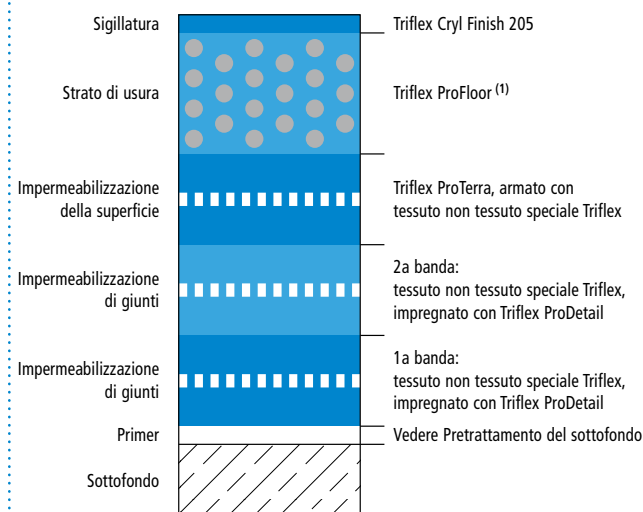 Sigillatura
Triflex Cryl Finish 205
Strato di usura
Triflex ProFloor (1)
Impermeabilizzazione
della superficie
Triflex ProTerra, armato con
tessuto non tessuto speciale Triflex
Impermeabilizzazione
di giunti
2a banda:
tessuto non tessuto speciale Triflex,
impregnato con Triflex ProDetail
Impermeabilizzazione
di giunti
1a banda:
tessuto non tessuto speciale Triflex,
impregnato con Triflex ProDetail
Primer
Vedere Pretrattamento del sottofondo
Sottofondo